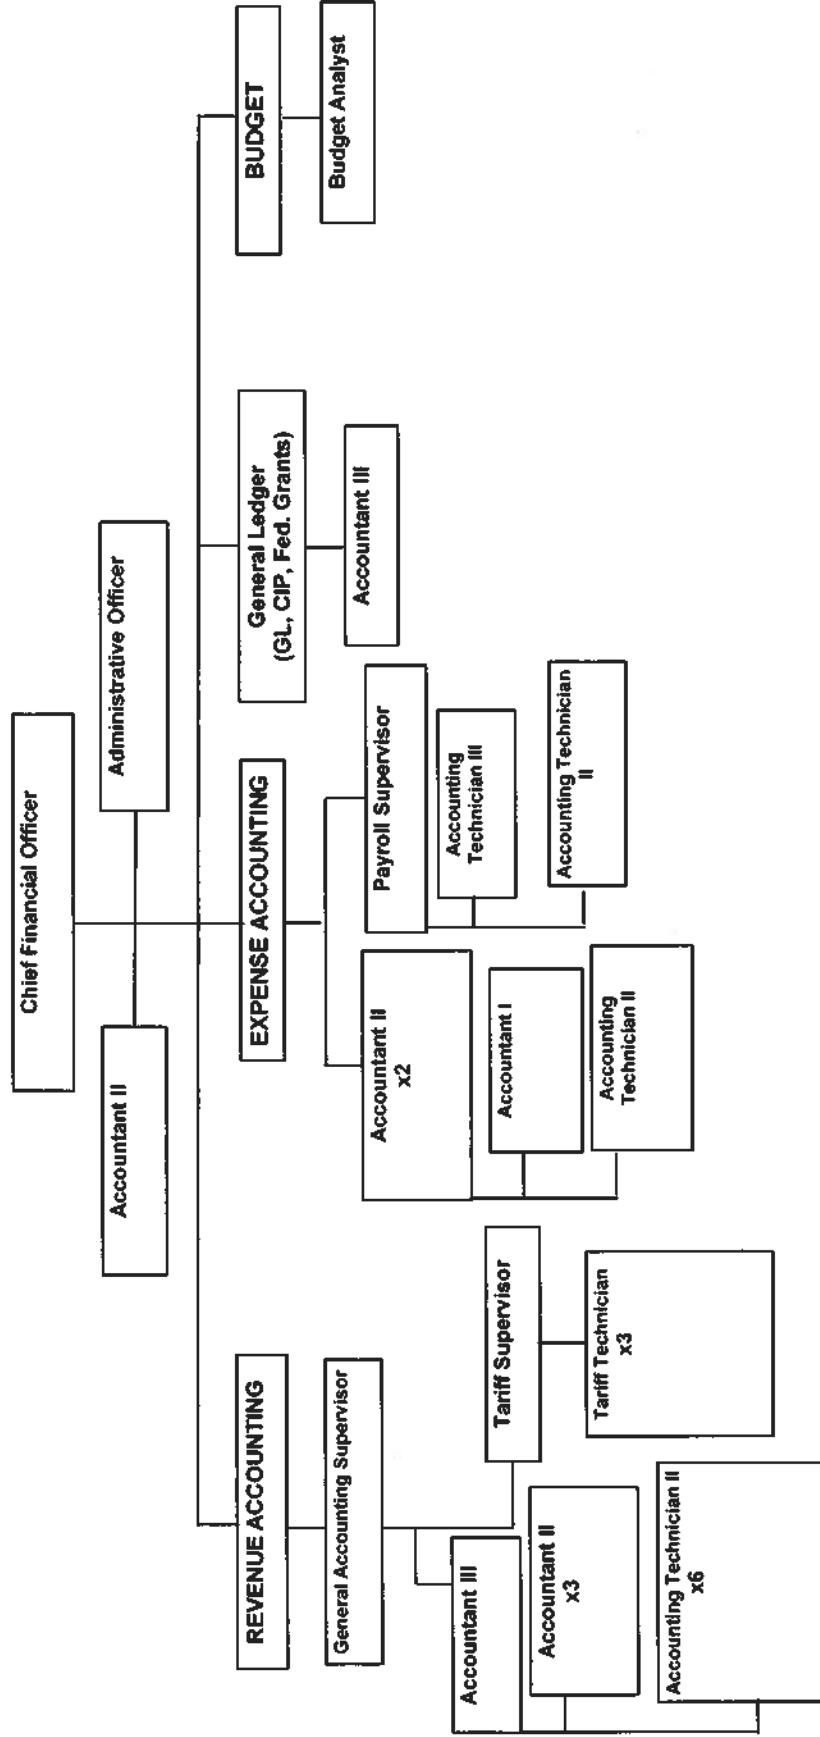 Chief Financial Officer
Accountant II
Administrative Officer
REVENUE ACCOUNTING
EXPENSE ACCOUNTING
General Ledger
(GL, CIP, Fed. Grants)
BUDGET
General Accounting Supervisor
Accountant II
x2
Payroll Supervisor
Accountant III
Budget Analyst
Accountant III
Tariff Supervisor
Accountant I
Accounting
Technician III
Accountant II
x3
Tariff Technician
x3
Accounting
Technician II
Accounting Technician
II
Accounting Technician II
x6